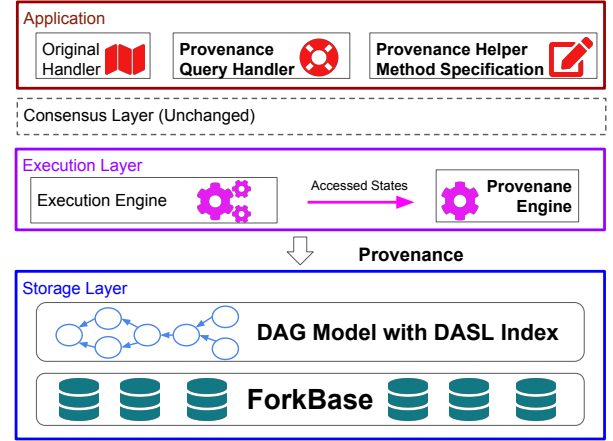 Application
Original
Handler
Provenance
Query Handler
Provenance Helper
Method Specification
Consensus Layer (Unchanged)
Execution Layer
Execution Engine
Accessed States
Provenane
Engine
Provenance
Storage Layer
DAG Model with DASL Index
ForkBase